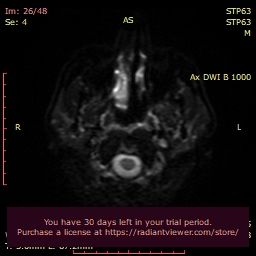 Im: 26/48
Se: 4
AS
STP63
STP63
M
Ax DWI B 1000
R
L
You have 30 days left in your trial period.
Purchase a license at https://radiantviewer.com/store/